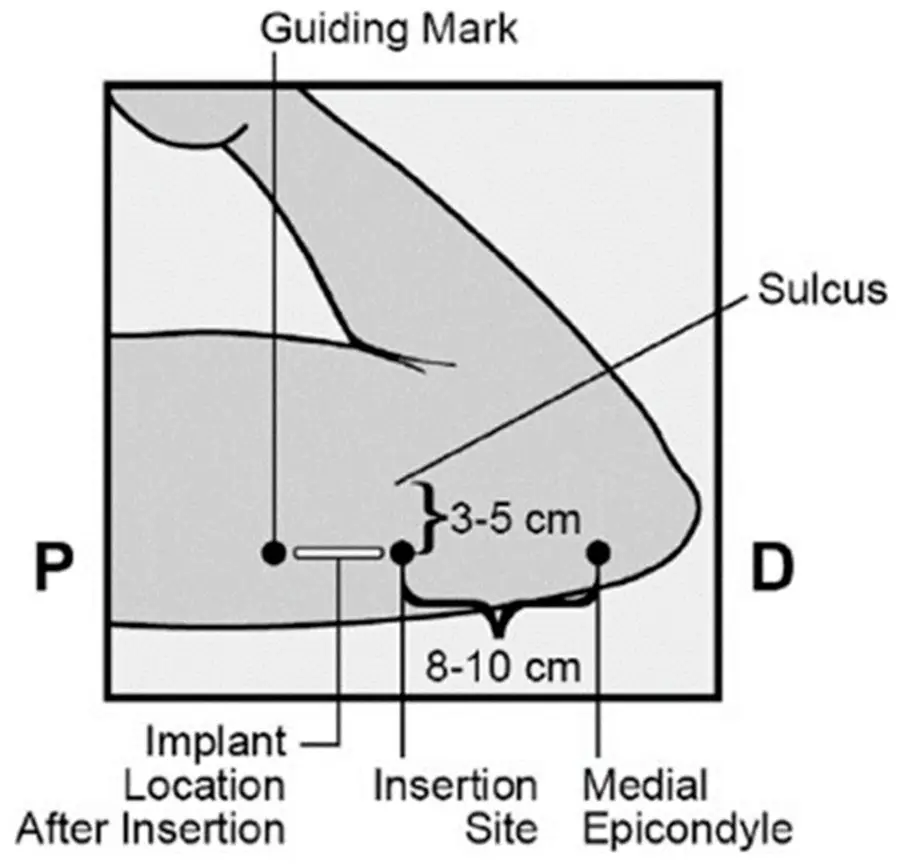 Guiding Mark
Sulcus
3-5 cm
P
D
8-10 cm
Implant
Location
After Insertion
Insertion
Site
Medial
Epicondyle